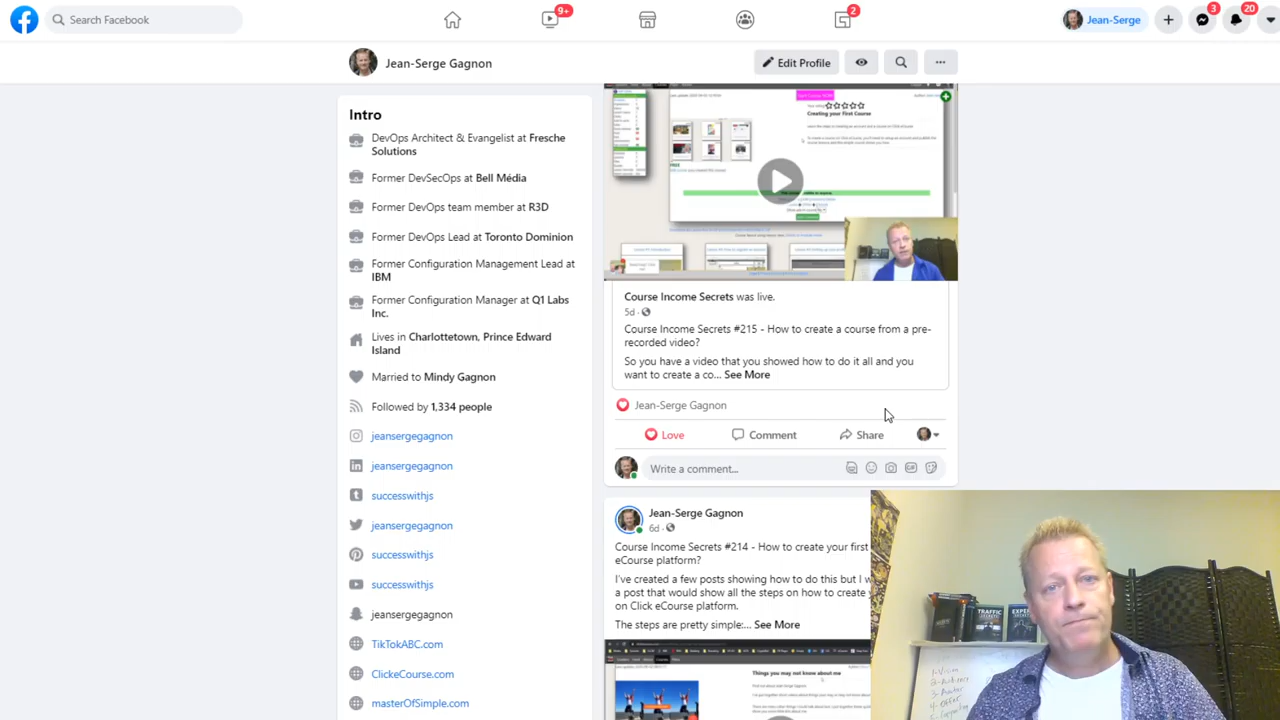 Search Facebook
9+
2
Jean-Serge
3
20
Jean-Serge Gagnon
Edit Profile
Intro
DevOps Architect & Evangelist at Fresche
Solutions
Former DevSecOps at Bell Média
Former DevOps team member at R3D
Former DevOps Lead at Toronto Dominion
Former Configuration Management Lead at
IBM
Former Configuration Manager at Q1 Labs
Inc.
Lives in Charlottetown, Prince Edward
Island
Married to Mindy Gagnon
Followed by 1,334 people
jeansergegagnon
jeansergegagnon
successwithjs
jeansergegagnon
successwithjs
successwithjs
jeansergegagnon
TikTokABC.com
ClickeCourse.com
masterOfSimple.com
Creating your First Course
Course Income Secrets was live.
5d
Course Income Secrets #215 - How to create a course from a pre-
recorded video?
So you have a video that you showed how to do it all and you
want to create a co... See More
Jean-Serge Gagnon
Love
Comment
Share
Write a comment...
GIF
Jean-Serge Gagnon
6d
Course Income Secrets #214 - How to create your first
eCourse platform?
I've created a few posts showing how to do this but I w
a post that would show all the steps on how to create
on Click eCourse platform.
The steps are pretty simple:... See More
Things you may not know about me
TRAFFIC
SECRETS
EXPERT